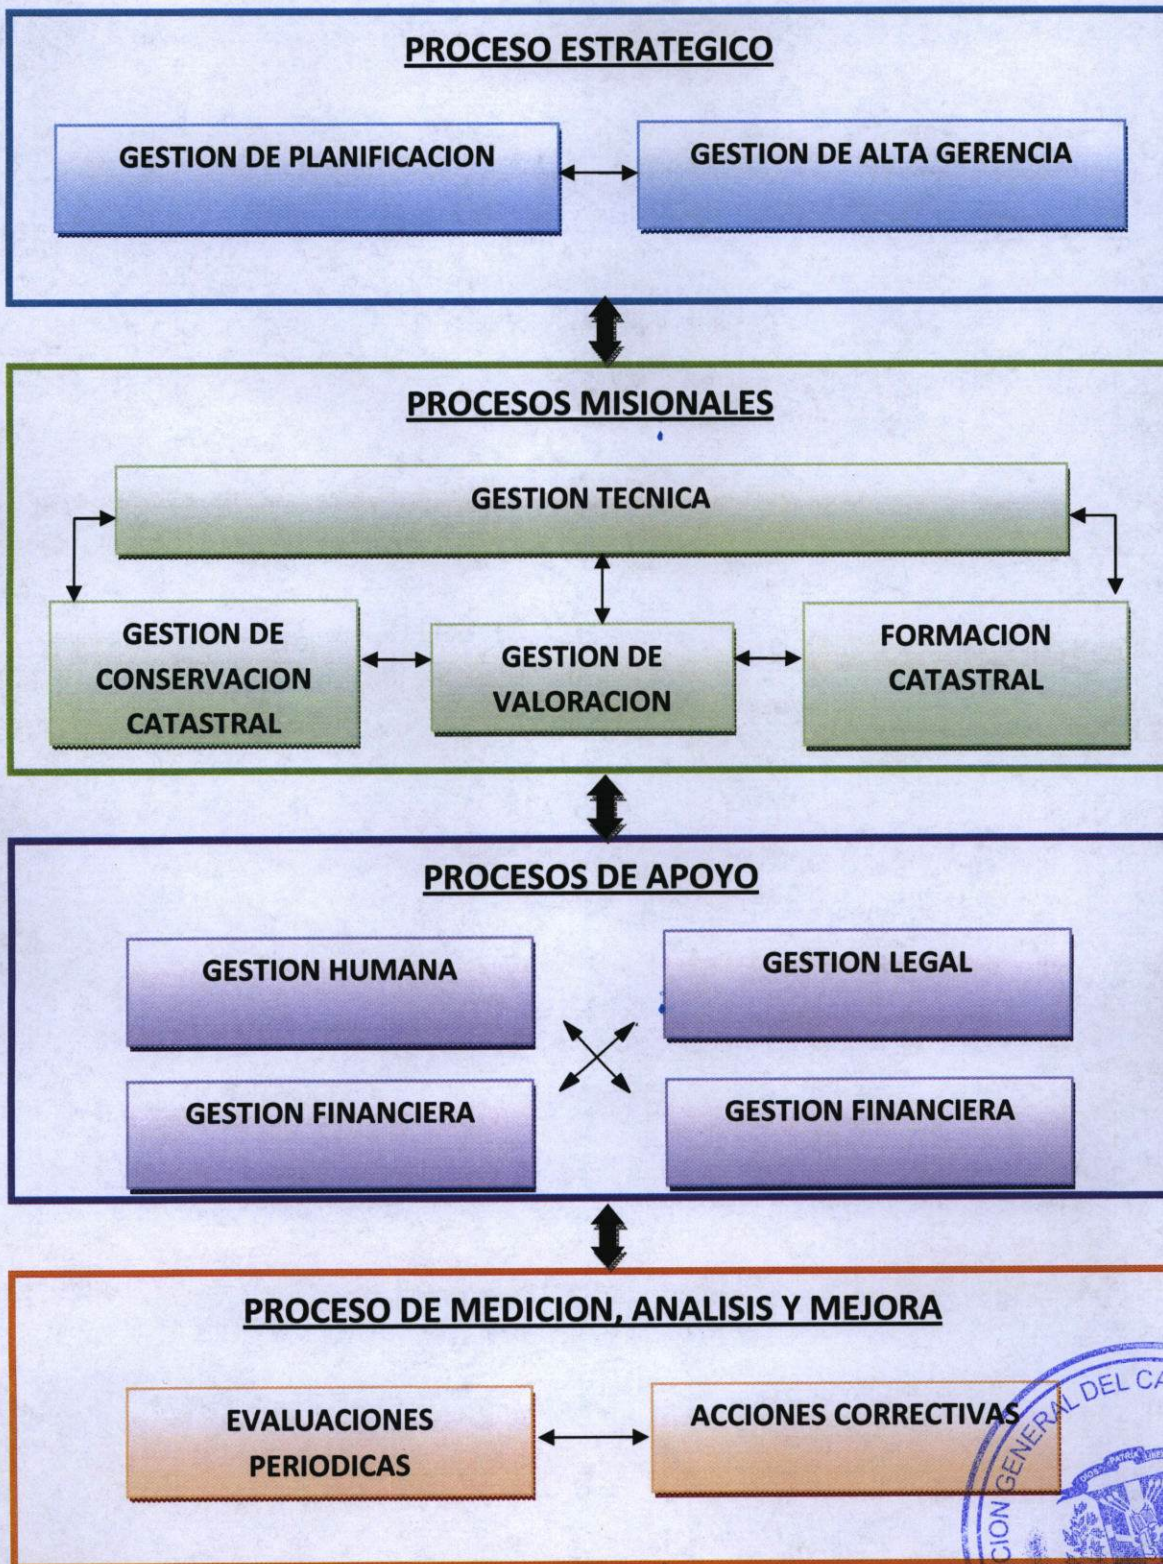 PROCESO ESTRATEGICO
GESTION DE PLANIFICACION
GESTION DE ALTA GERENCIA
PROCESOS MISIONALES
GESTION TECNICA
GESTION DE
CONSERVACION
CATASTRAL
GESTION DE
VALORACION
FORMACION
CATASTRAL
PROCESOS DE APOYO
GESTION HUMANA
GESTION LEGAL
GESTION FINANCIERA
GESTION FINANCIERA
PROCESO DE MEDICION, ANALISIS Y MEJORA
EVALUACIONES
PERIODICAS
ACCIONES CORRECTIVAS
CION GENERAL DEL CA
DIOS PATRIA